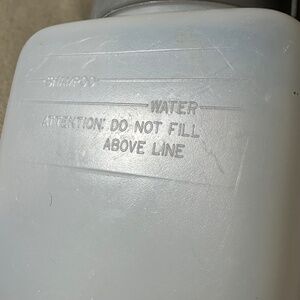 SHAMPOO
WATER
ATTENTION: DO NOT FILL
ABOVE LINE